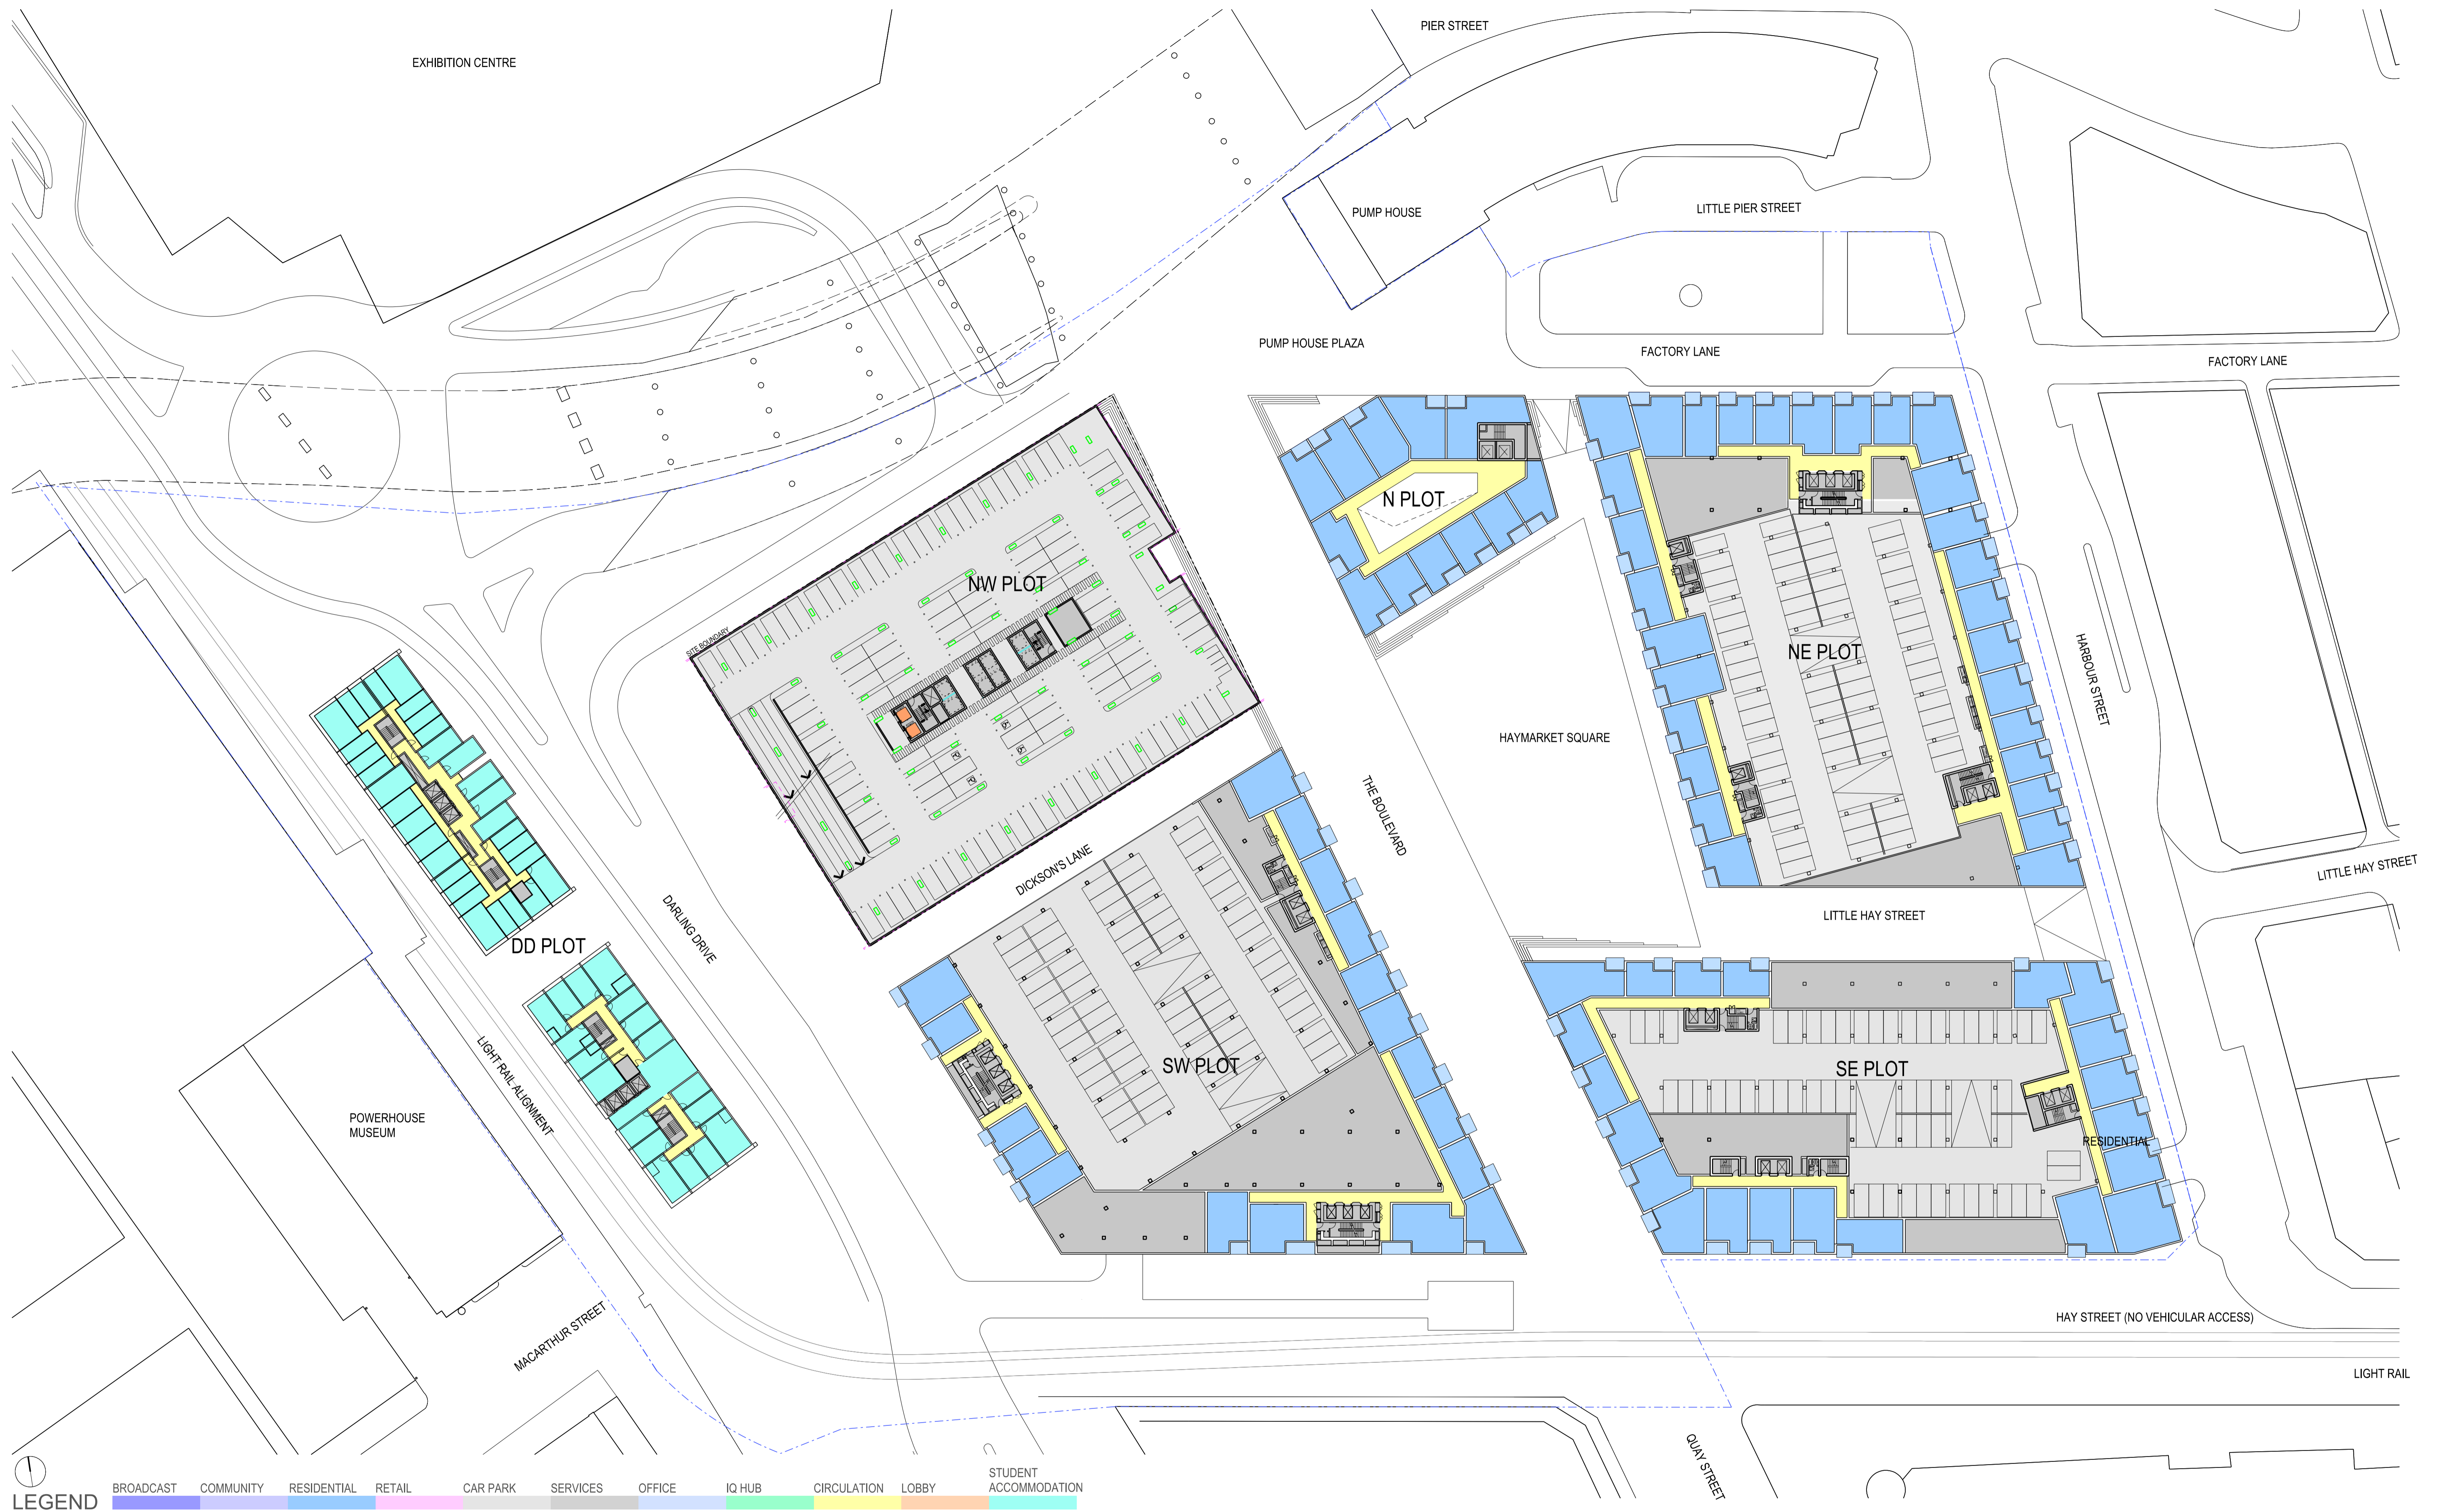 PIER STREET
EXHIBITION CENTRE
LITTLE PIER STREET
PUMP HOUSE
PUMP HOUSE PLAZA
FACTORY LANE
FACTORY LANE
N PLOT
NW PLOT
SITE BOUNDARY
NE PLOT
HARBOUR STREET
HAYMARKET SQUARE
THE BOULEVARD
DICKSON'S LANE
LITTLE HAY STREET
LITTLE HAY STREET
DARLING DRIVE
DD PLOT
SW PLOT
SE PLOT
LIGHT RAIL ALIGNMENT
POWERHOUSE
MUSEUM
RESIDENTIAL
MACARTHUR STREET
HAY STREET (NO VEHICULAR ACCESS)
LIGHT RAIL
QUAY STREET
LEGEND
BROADCAST
COMMUNITY
RESIDENTIAL
RETAIL
CAR PARK
SERVICES
OFFICE
IQ HUB
CIRCULATION
LOBBY
STUDENT
ACCOMMODATION